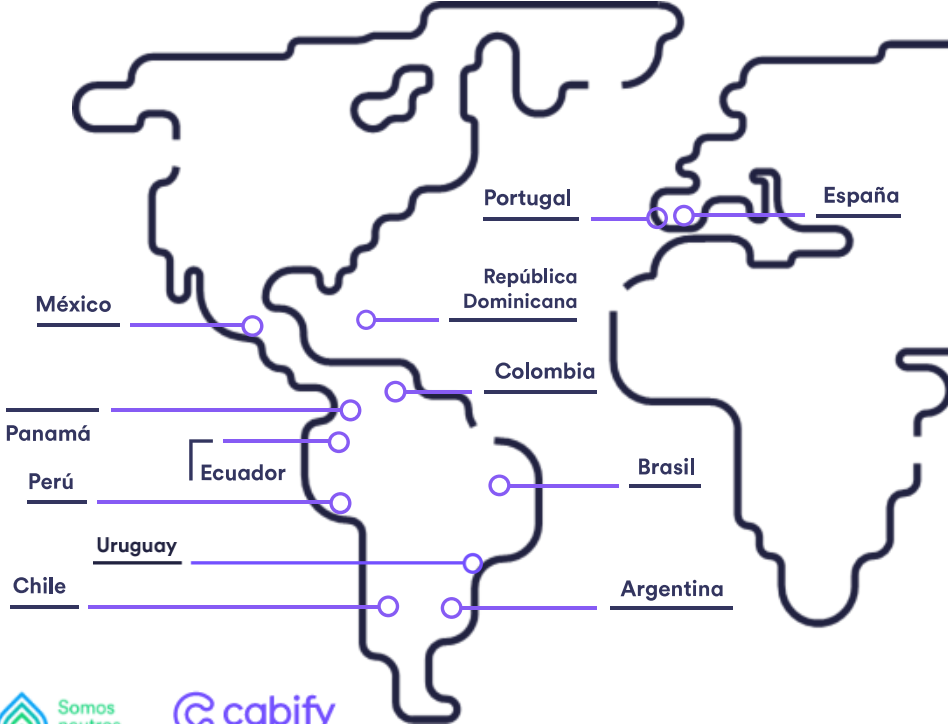 Portugal
España
República
Dominicana
México
Colombia
Panamá
Ecuador
Brasil
Perú
Uruguay
Chile
Argentina
Somos
cabify